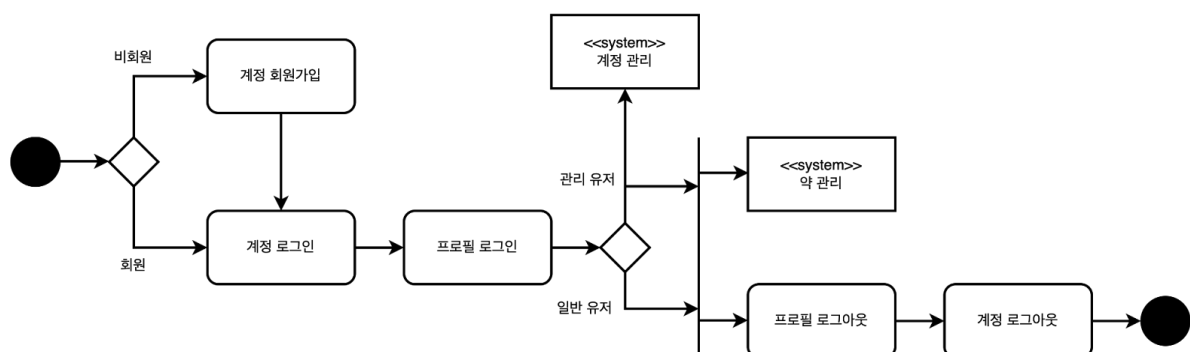 비회원
계정 회원가입
<<system>>
계정 관리
관리 유저
<<system>>
약 관리
회원
계정 로그인
프로필 로그인
일반 유저
프로필 로그아웃
계정 로그아웃